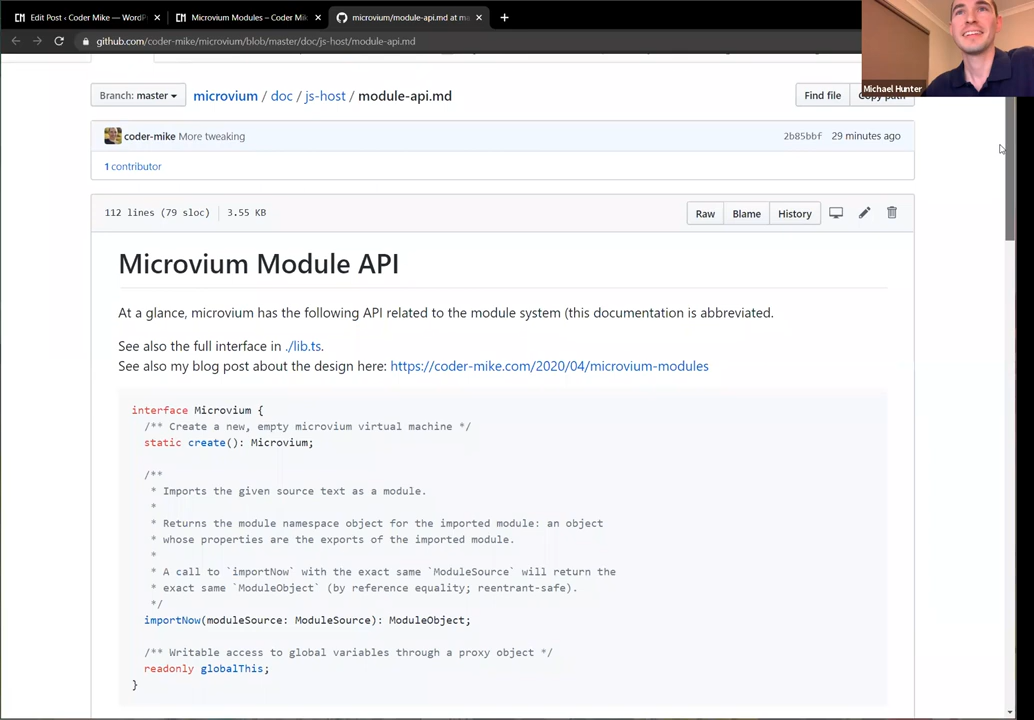 Edit Post ‹ Coder Mike — WordP
Microvium Modules – Coder Mik
microvium/module-api.md at ma
github.com/coder-mike/microvium/blob/master/doc/js-host/module-api.md
Michael Hunter
Branch: master
microvium / doc / js-host / module-api.md
Find file
Copy path
coder-mike More tweaking
2b85bbf 29 minutes ago
1 contributor
112 lines (79 sloc) 3.55 KB
Raw
Blame
History
Microvium Module API
At a glance, microvium has the following API related to the module system (this documentation is abbreviated.
See also the full interface in ./lib.ts.
See also my blog post about the design here: https://coder-mike.com/2020/04/microvium-modules
interface Microvium {
/** Create a new, empty microvium virtual machine */
static create(): Microvium;
/**
* Imports the given source text as a module.
*
* Returns the module namespace object for the imported module: an object
* whose properties are the exports of the imported module.
*
* A call to `importNow` with the exact same `ModuleSource` will return the
* exact same `ModuleObject` (by reference equality; reentrant-safe).
*/
importNow(moduleSource: ModuleSource): ModuleObject;
/** Writable access to global variables through a proxy object */
readonly globalThis;
}